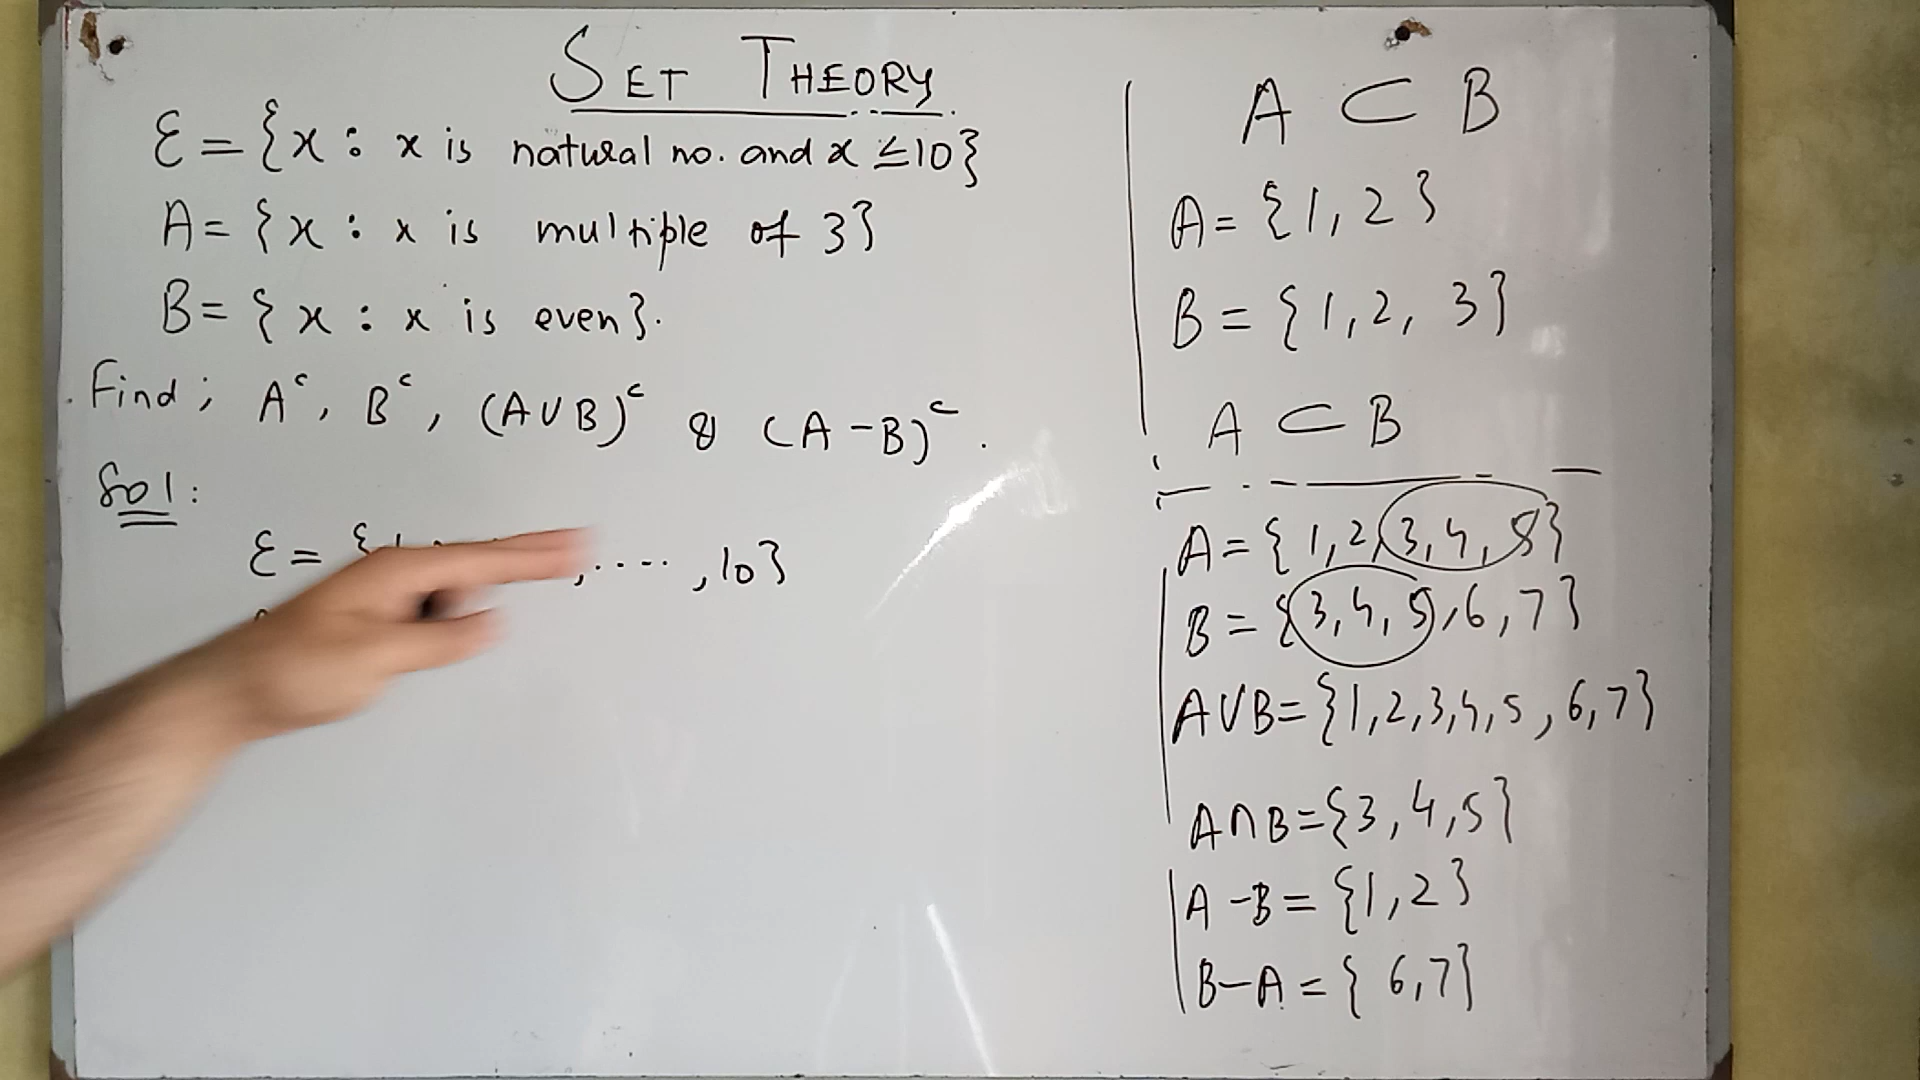 SET THEORY
ε = {x : x is natural no. and x ≤ 10}
A = {x : x is multiple of 3}
B = {x : x is even}.
Find; Aᶜ, Bᶜ, (A∪B)ᶜ & (A-B)ᶜ.
Sol:
ε = { , .... , 10}
A ⊂ B
A = {1, 2}
B = {1, 2, 3}
A ⊂ B
A = {1, 2, 3, 4, 5}
B = {3, 4, 5, 6, 7}
A∪B = {1, 2, 3, 4, 5, 6, 7}
A∩B = {3, 4, 5}
A - B = {1, 2}
B - A = {6, 7}